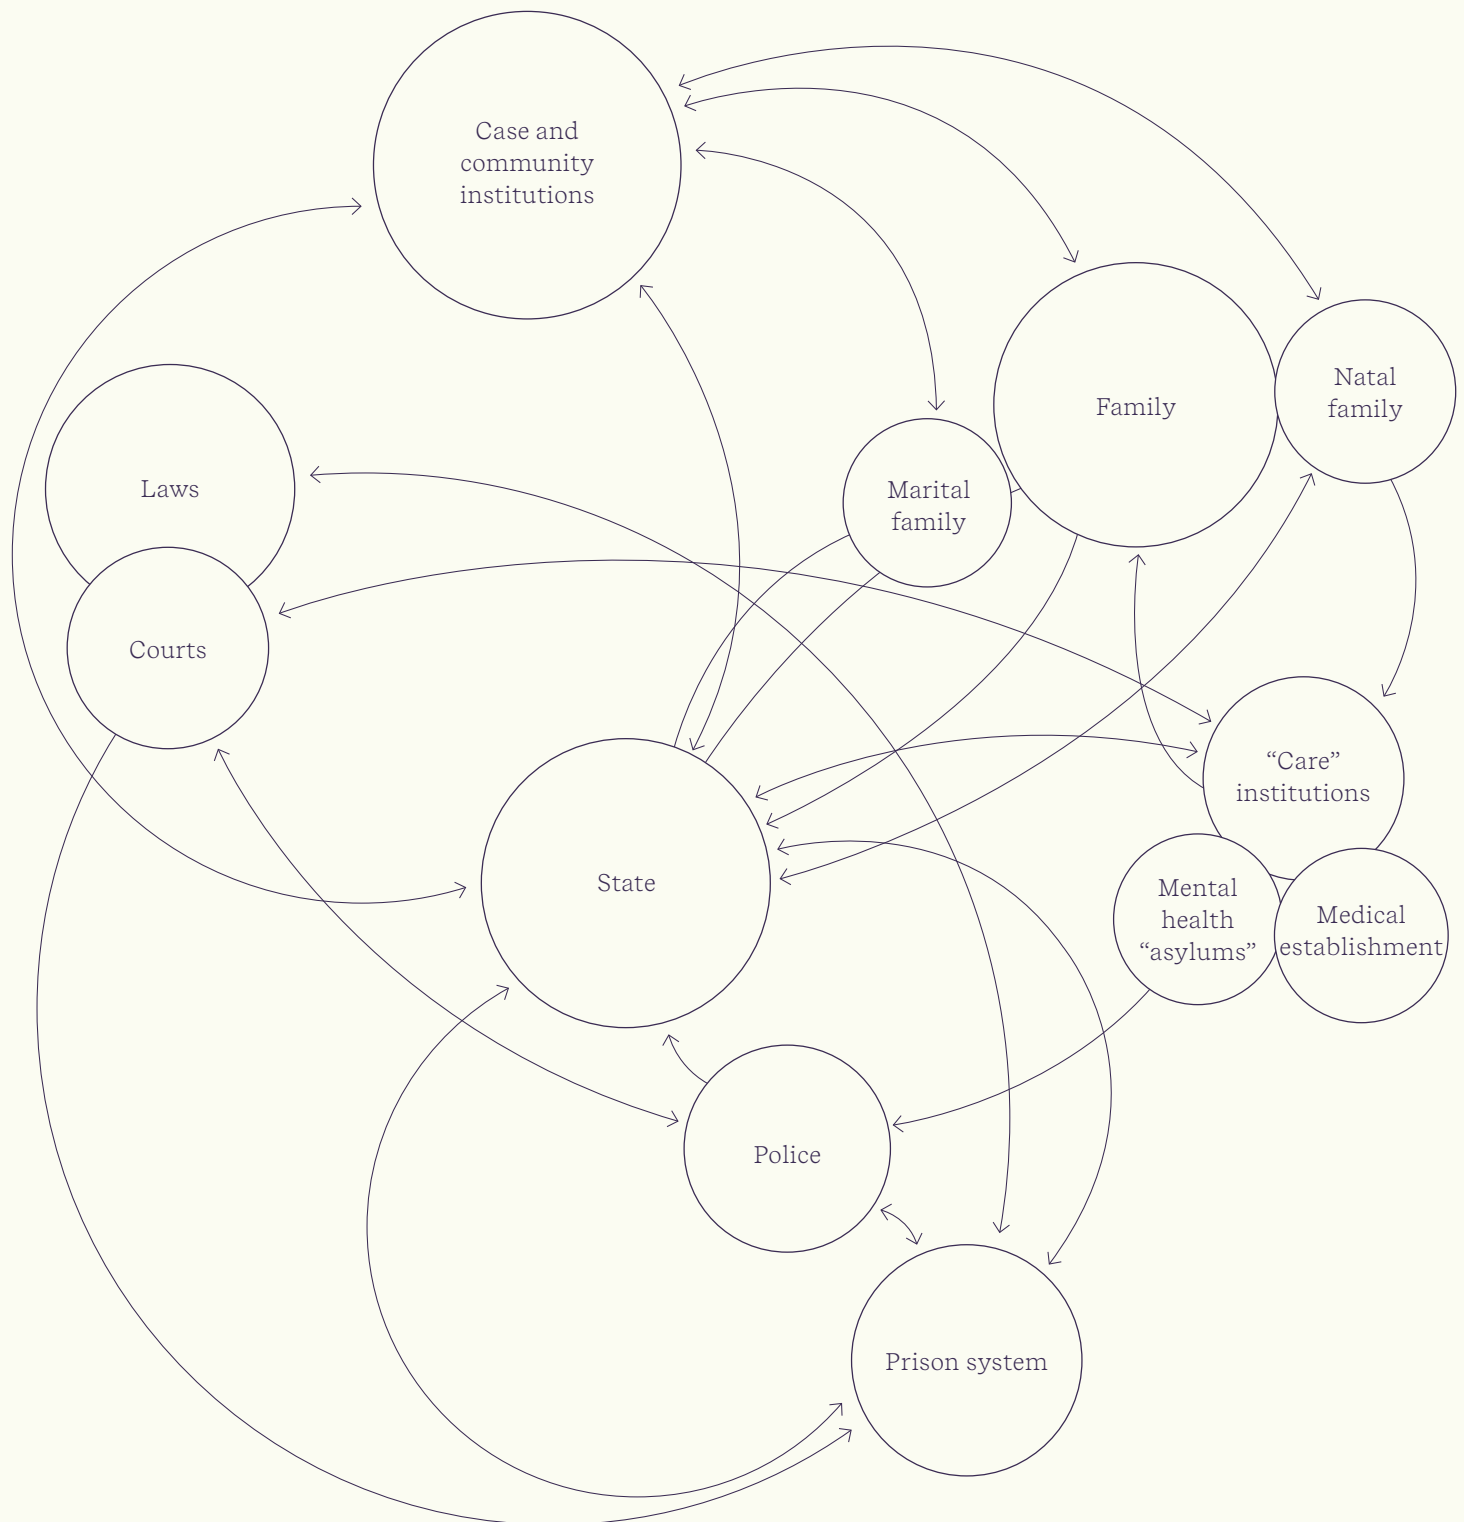 Case and
community
institutions
Natal
family
Family
Marital
family
Laws
Courts
“Care”
institutions
State
Mental
health
“asylums”
Medical
establishment
Police
Prison system